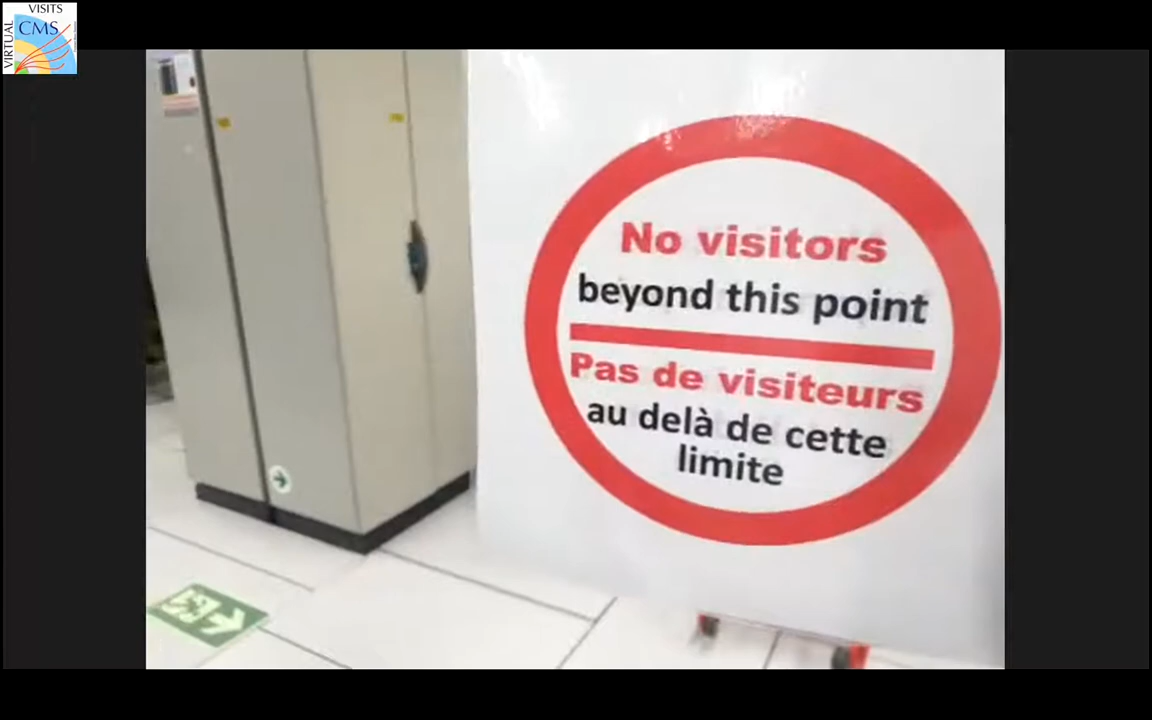 VISITS
VIRTUAL
CMS
No visitors
beyond this point
Pas de visiteurs
au delà de cette
limite